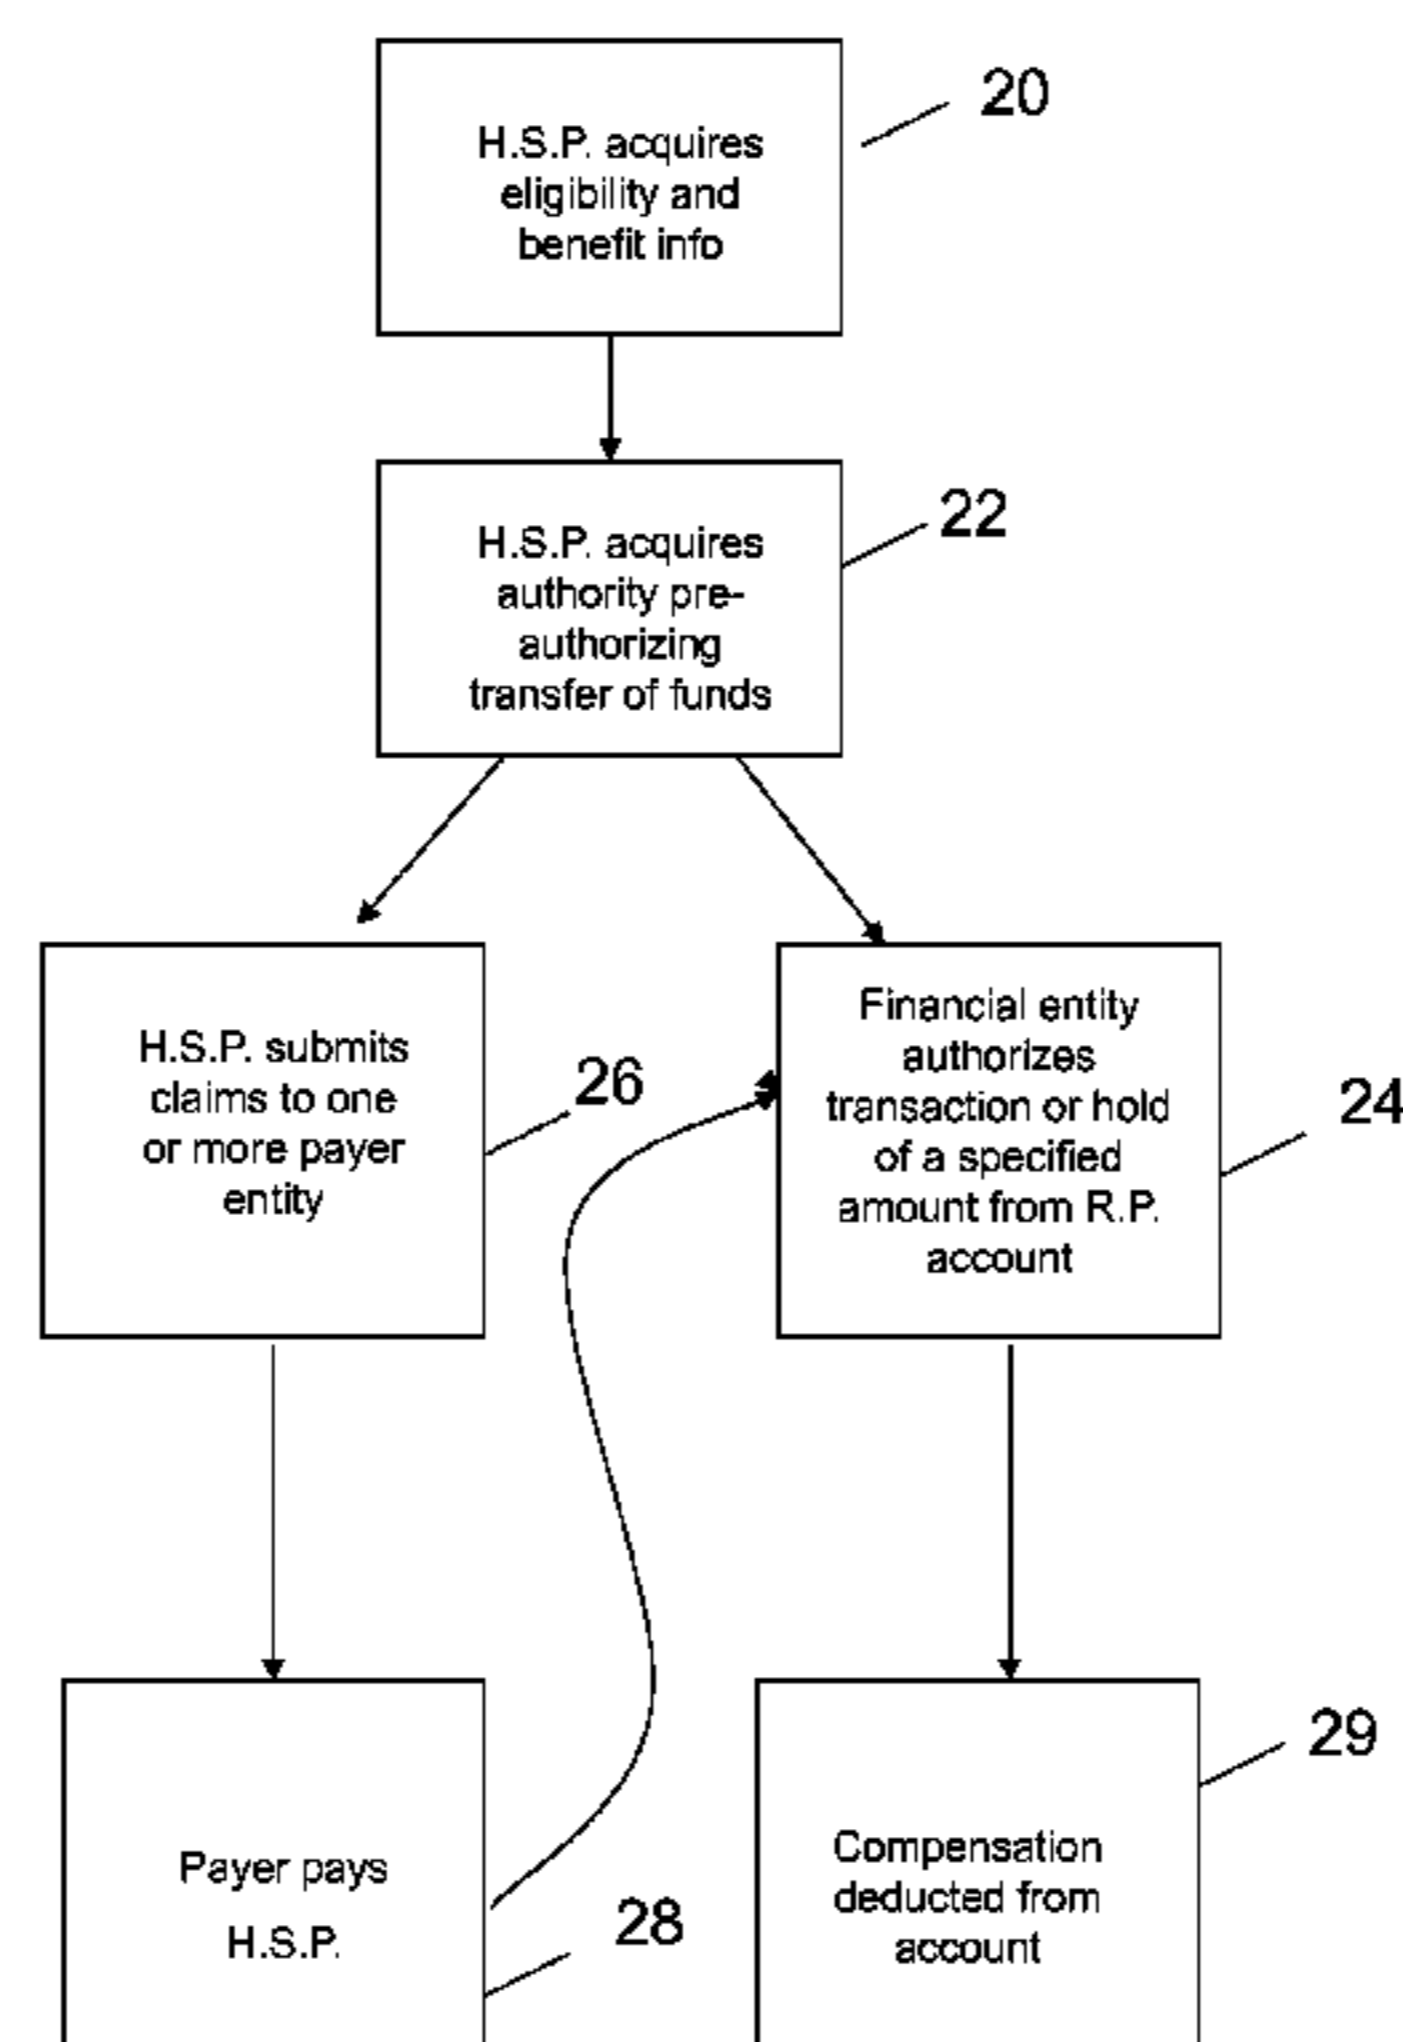 H.S.P. acquires
eligibility and
benefit info
20
H.S.P. acquires
authority pre-
authorizing
transfer of funds
22
H.S.P. submits
claims to one
or more payer
entity
26
Financial entity
authorizes
transaction or hold
of a specified
amount from R.P.
account
24
Payer pays
H.S.P.
28
Compensation
deducted from
account
29